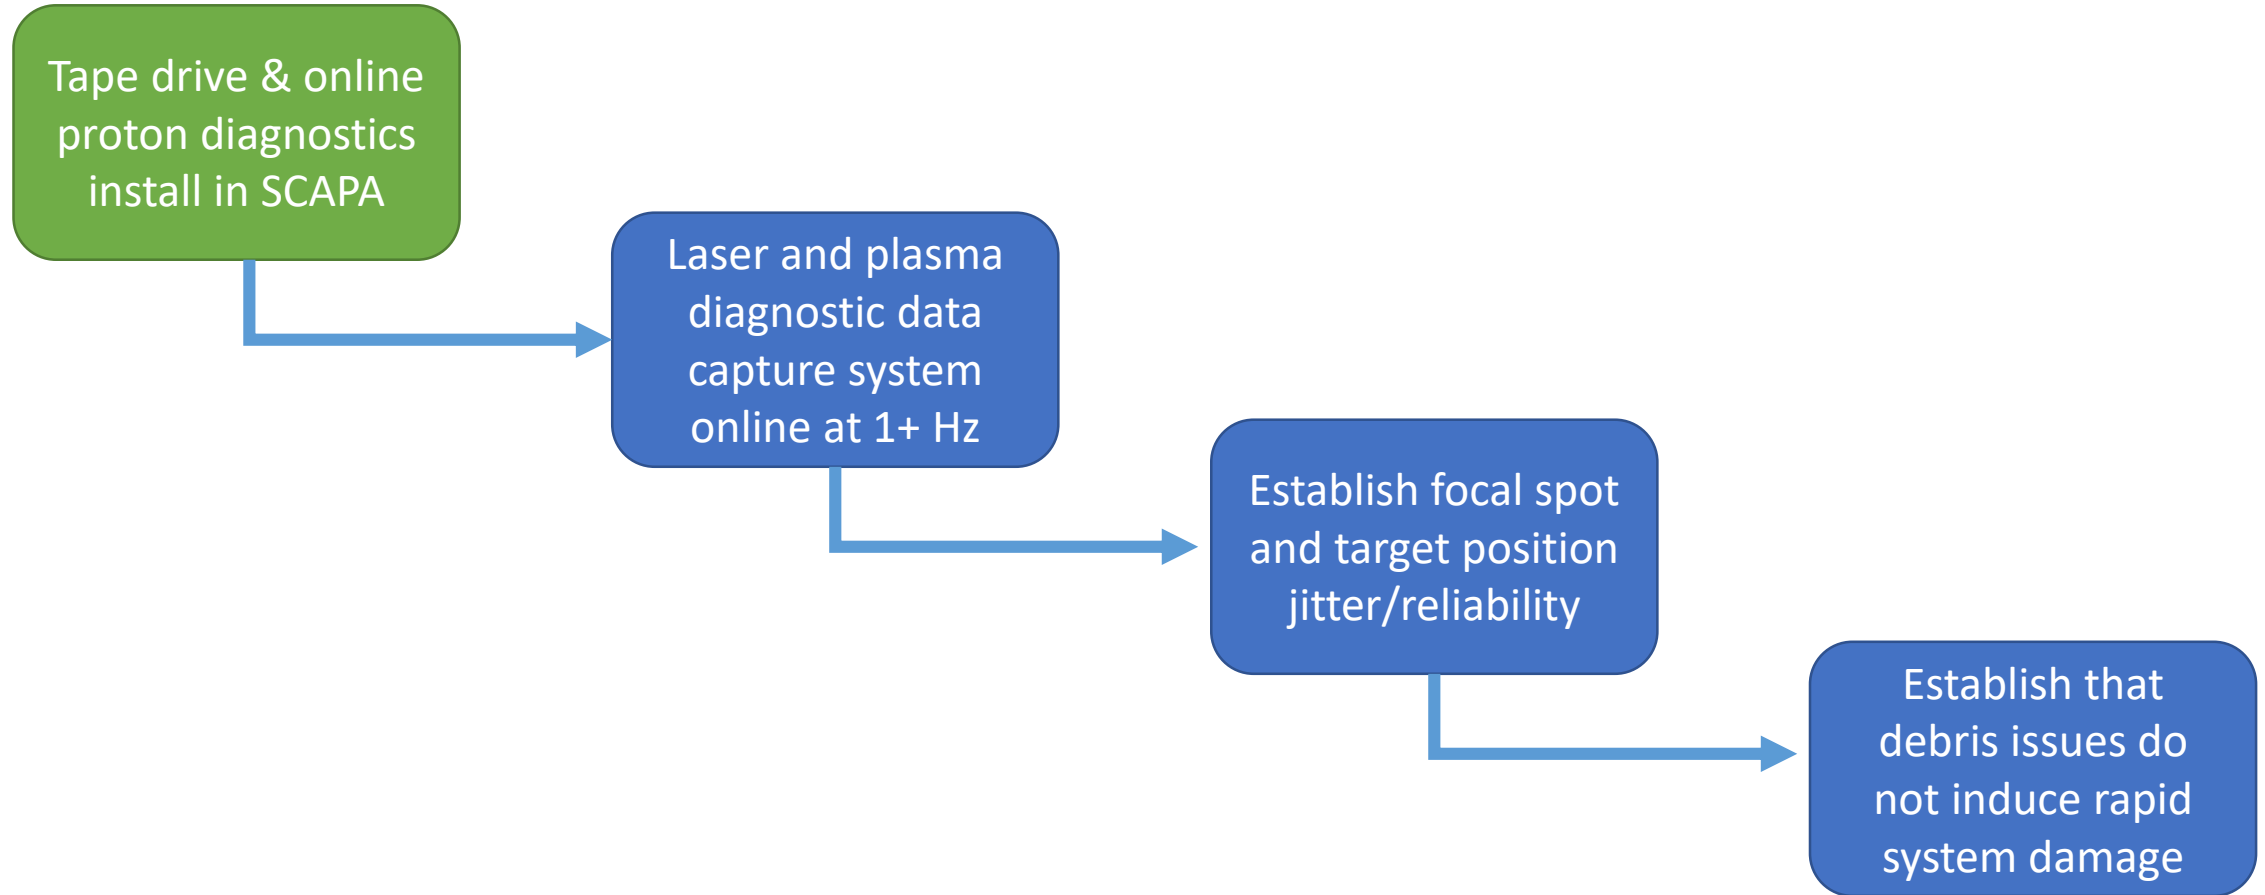 Tape drive & online
proton diagnostics
install in SCAPA
Laser and plasma
diagnostic data
capture system
online at 1+ Hz
Establish focal spot
and target position
jitter/reliability
Establish that
debris issues do
not induce rapid
system damage